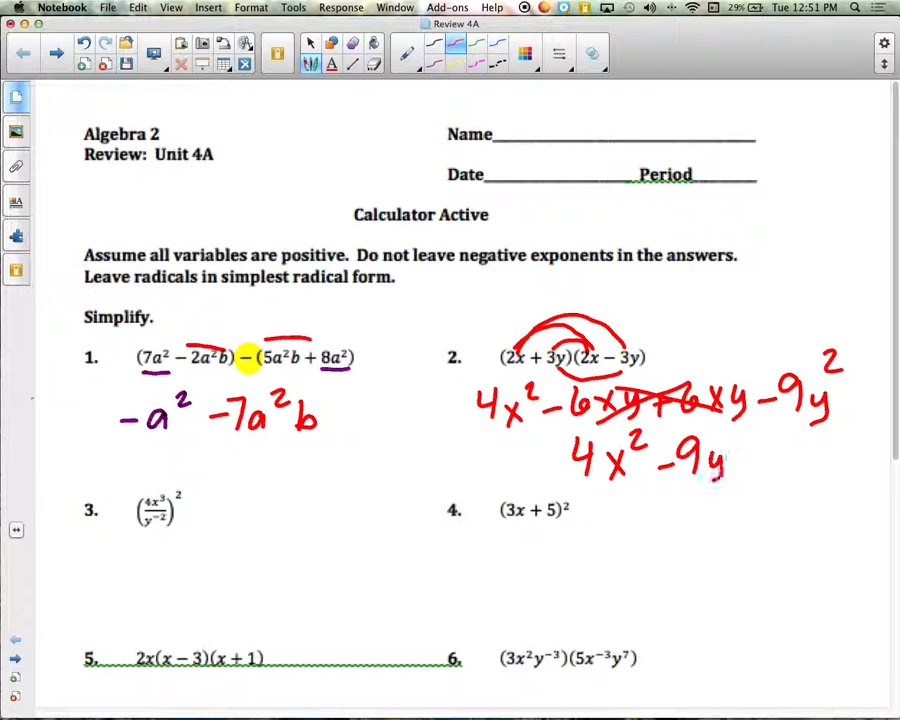 Notebook File Edit View Insert Format Tools Response Window Add-ons Help 29% Tue 12:51 PM
Review 4A
Algebra 2 Name
Review: Unit 4A
Date Period
Calculator Active
Assume all variables are positive. Do not leave negative exponents in the answers.
Leave radicals in simplest radical form.
Simplify.
1. (7a² − 2a²b) − (5a²b + 8a²) 2. (2x + 3y)(2x − 3y)
-a² -7a²b 4x² - 6xy + 6xy - 9y²
4x² - 9y
3. (4x³/y⁻²)² 4. (3x + 5)²
5. 2x(x − 3)(x + 1) 6. (3x²y⁻³)(5x⁻³y⁷)